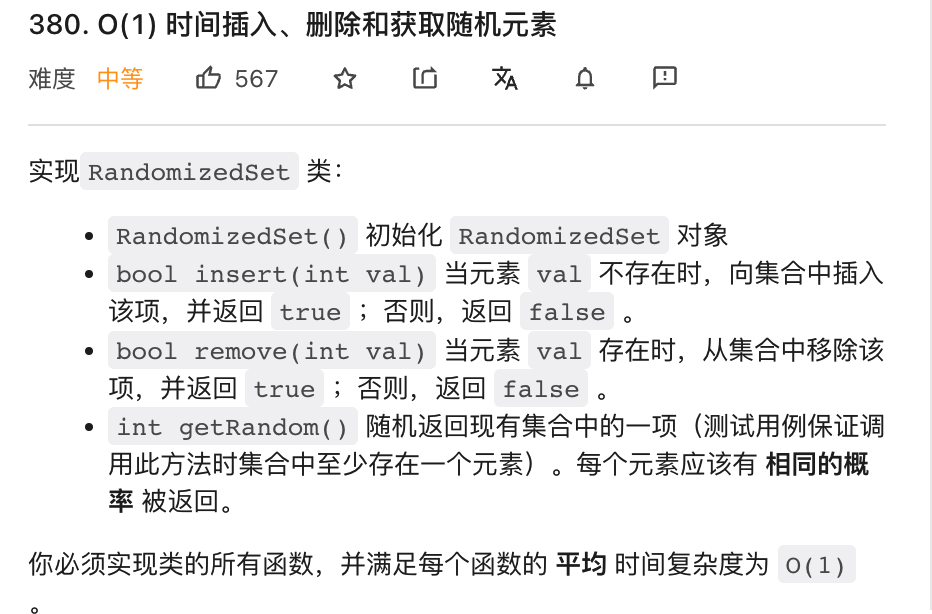 380. O(1) 时间插入、删除和获取随机元素
难度 中等 567
实现 RandomizedSet 类：
RandomizedSet() 初始化 RandomizedSet 对象
bool insert(int val) 当元素 val 不存在时，向集合中插入
该项，并返回 true ；否则，返回 false 。
bool remove(int val) 当元素 val 存在时，从集合中移除该
项，并返回 true ；否则，返回 false 。
int getRandom() 随机返回现有集合中的一项（测试用例保证调
用此方法时集合中至少存在一个元素）。每个元素应该有 相同的概
率 被返回。
你必须实现类的所有函数，并满足每个函数的 平均 时间复杂度为 O(1)
。